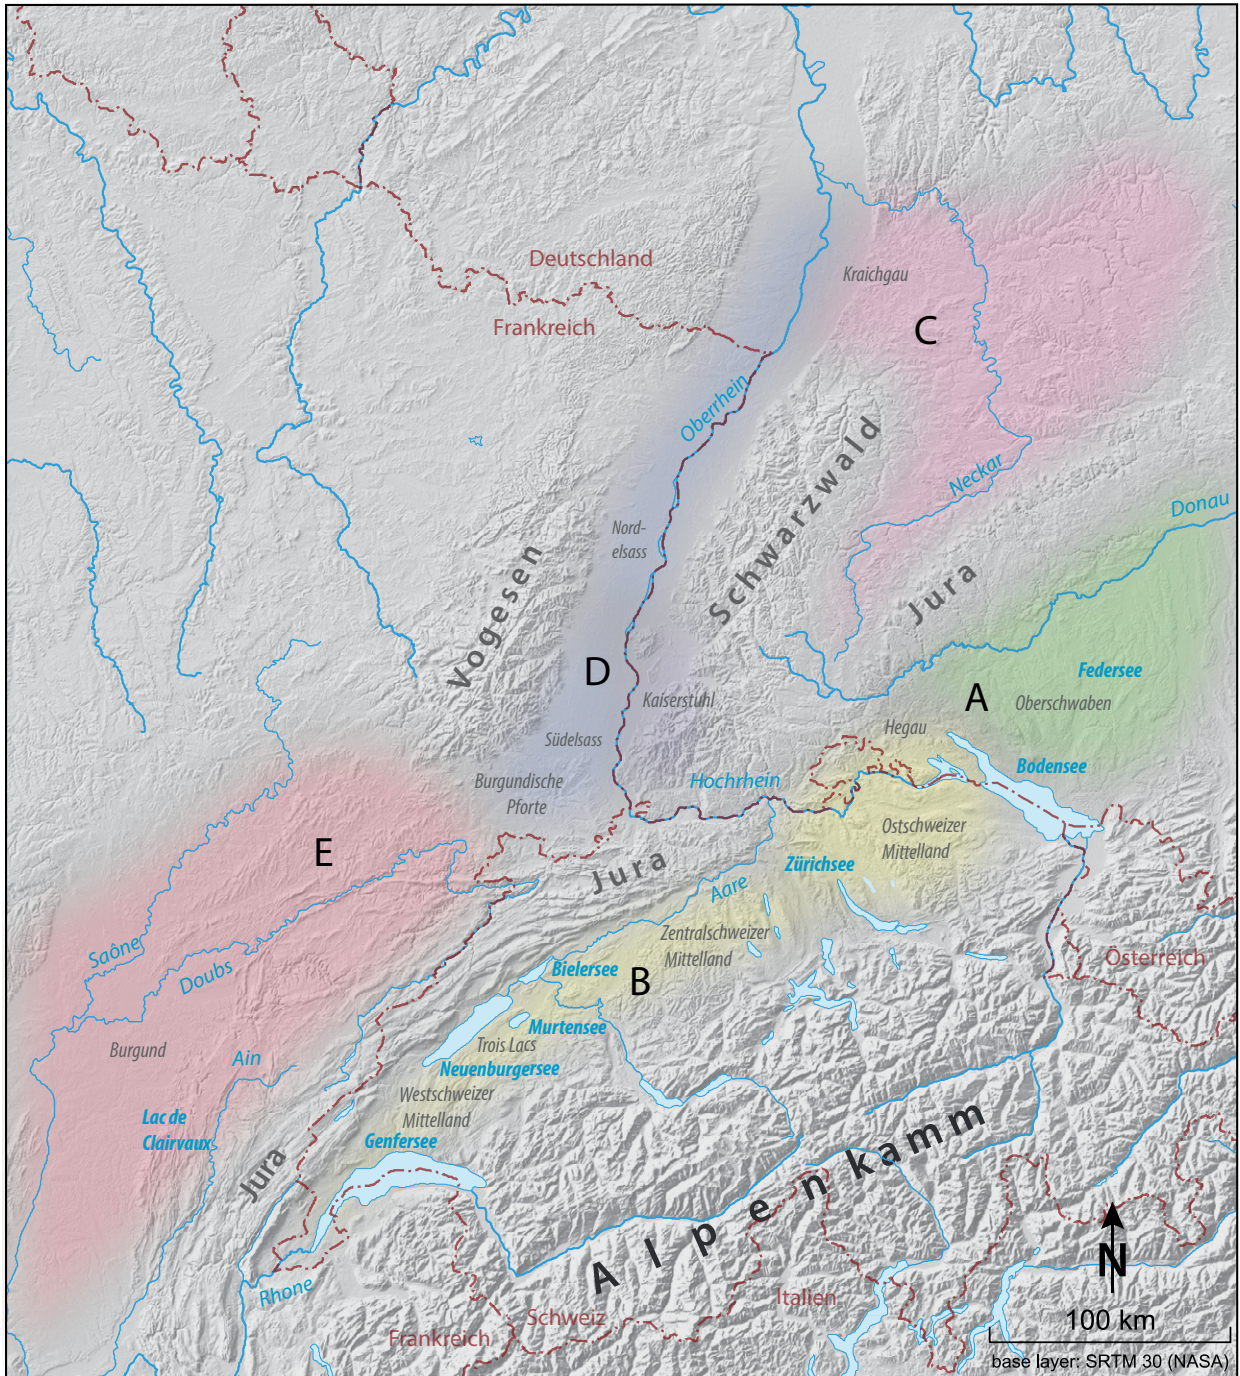 Deutschland
Kraichgau
Frankreich
C
Oberrhein
Neckar
Donau
Nord-
elsass
Schwarzwald
Vogesen
Jura
D
Kaiserstuhl
Federsee
A
Oberschwaben
Südelsass
Hegau
Burgundische
Pforte
Hochrhein
Bodensee
E
Jura
Ostschweizer
Mittelland
Zürichsee
Aare
Saône
Doubs
Zentralschweizer
Mittelland
Bielersee
B
Österreich
Murtensee
Trois Lacs
Neuenburgersee
Burgund
Ain
Westschweizer
Mittelland
Lac de
Clairvaux
Genfersee
Jura
Alpenkamm
N
Rhone
Schweiz
Italien
Frankreich
100 km
base layer: SRTM 30 (NASA)